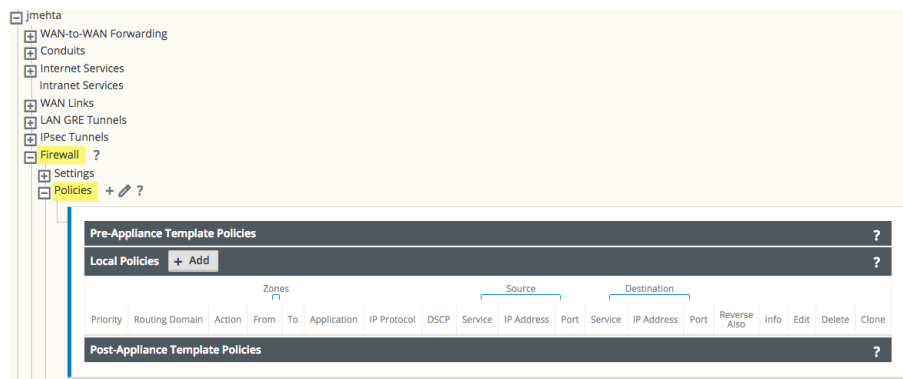 jmehta
WAN-to-WAN Forwarding
Conduits
Internet Services
Intranet Services
WAN Links
LAN GRE Tunnels
IPsec Tunnels
Firewall ?
Settings
Policies + ?
Pre-Appliance Template Policies ?
Local Policies + Add ?
Zones Source Destination
Priority Routing Domain Action From To Application IP Protocol DSCP Service IP Address Port Service IP Address Port Reverse Also Info Edit Delete Clone
Post-Appliance Template Policies ?